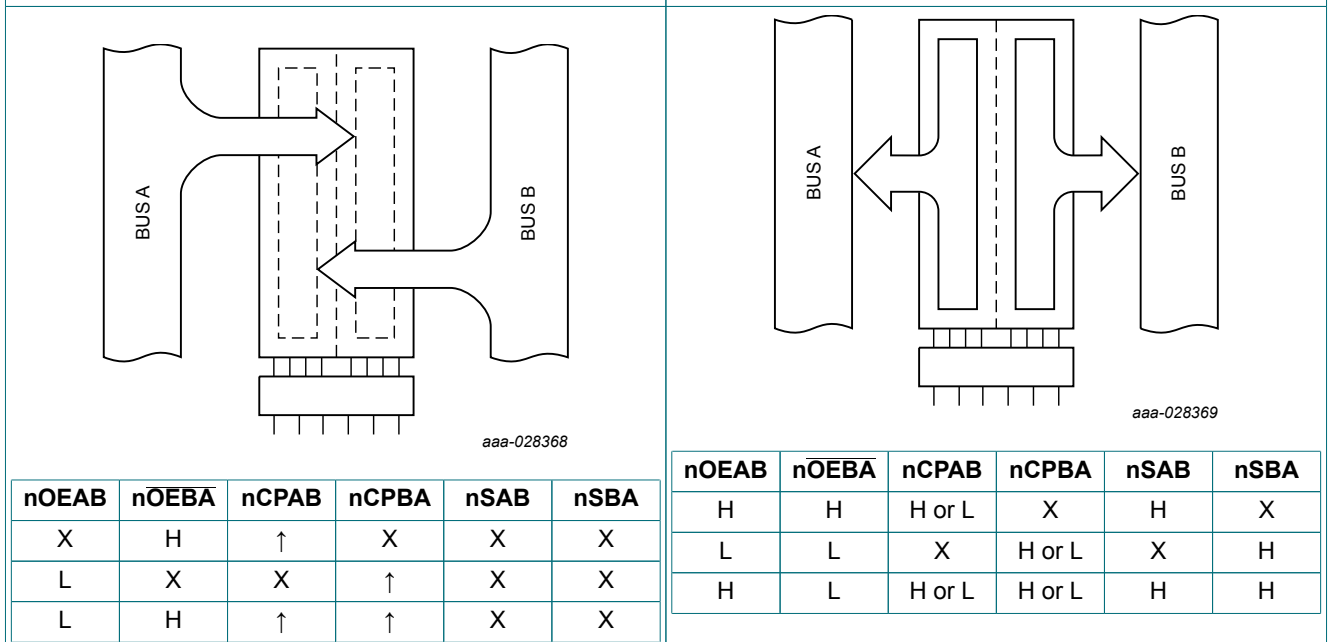 BUS A
BUS B
aaa-028368
nOEAB nOEBA nCPAB nCPBA nSAB nSBA
X H ↑ X X X
L X X ↑ X X
L H ↑ ↑ X X
BUS A
BUS B
aaa-028369
nOEAB nOEBA nCPAB nCPBA nSAB nSBA
H H H or L X H X
L L X H or L X H
H L H or L H or L H H